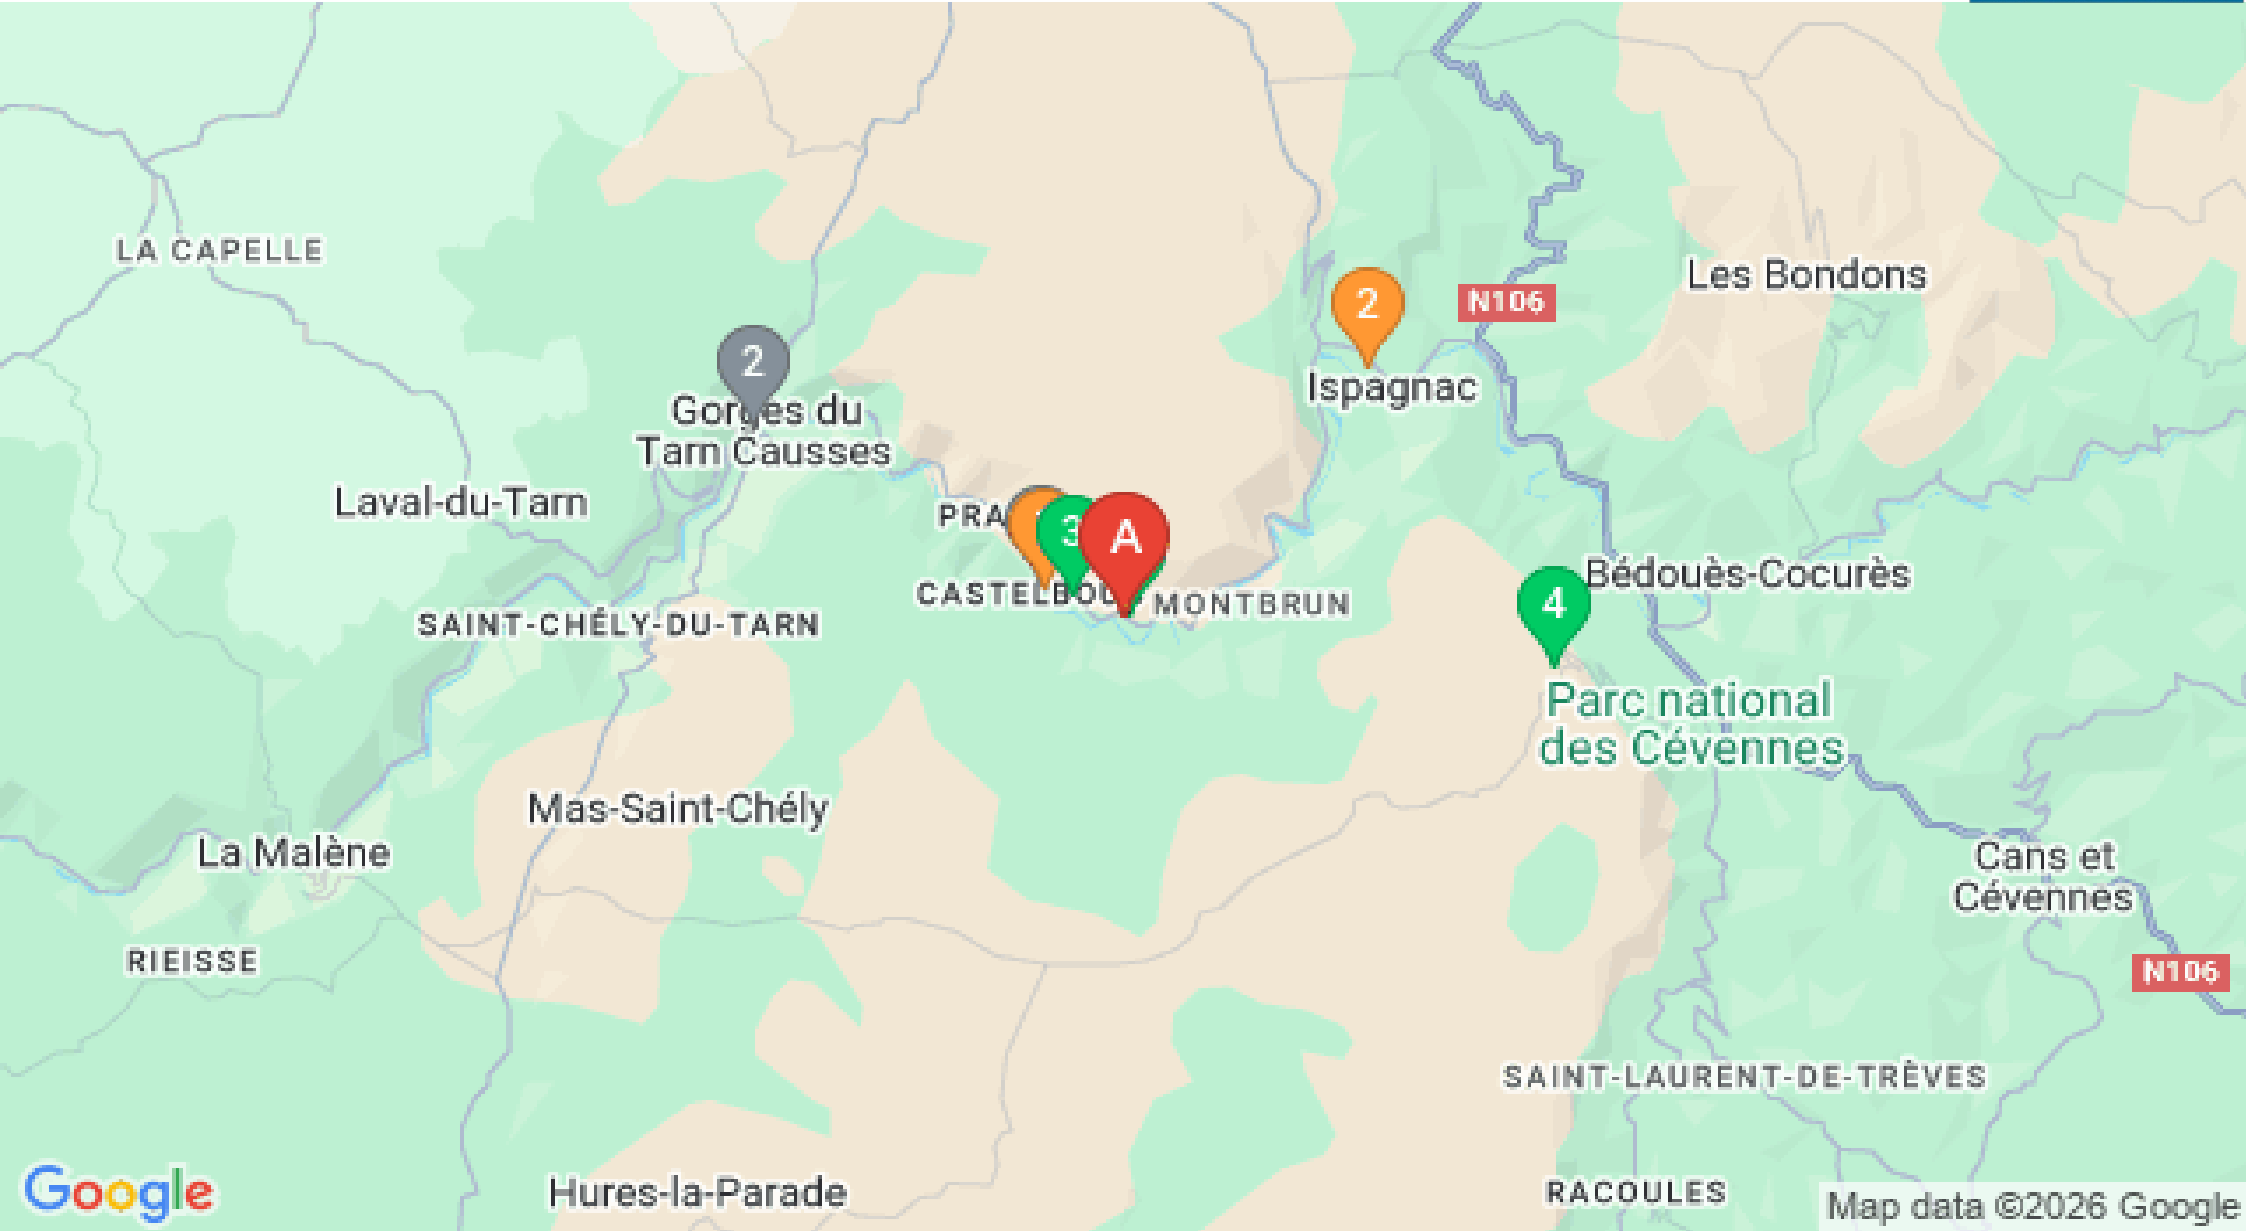 LA CAPELLE
Les Bondons
N106
2
2
Ispagnac
Gorges du
Tarn Causses
Laval-du-Tarn
3
A
Bédouès-Cocurès
4
MONTBRUN
SAINT-CHÉLY-DU-TARN
Parc national
des Cévennes
Mas-Saint-Chély
La Malène
Cans et
Cévennes
RIEISSE
N106
SAINT-LAURENT-DE-TRÈVES
Hures-la-Parade
RACOULES
Google
Map data ©2026 Google